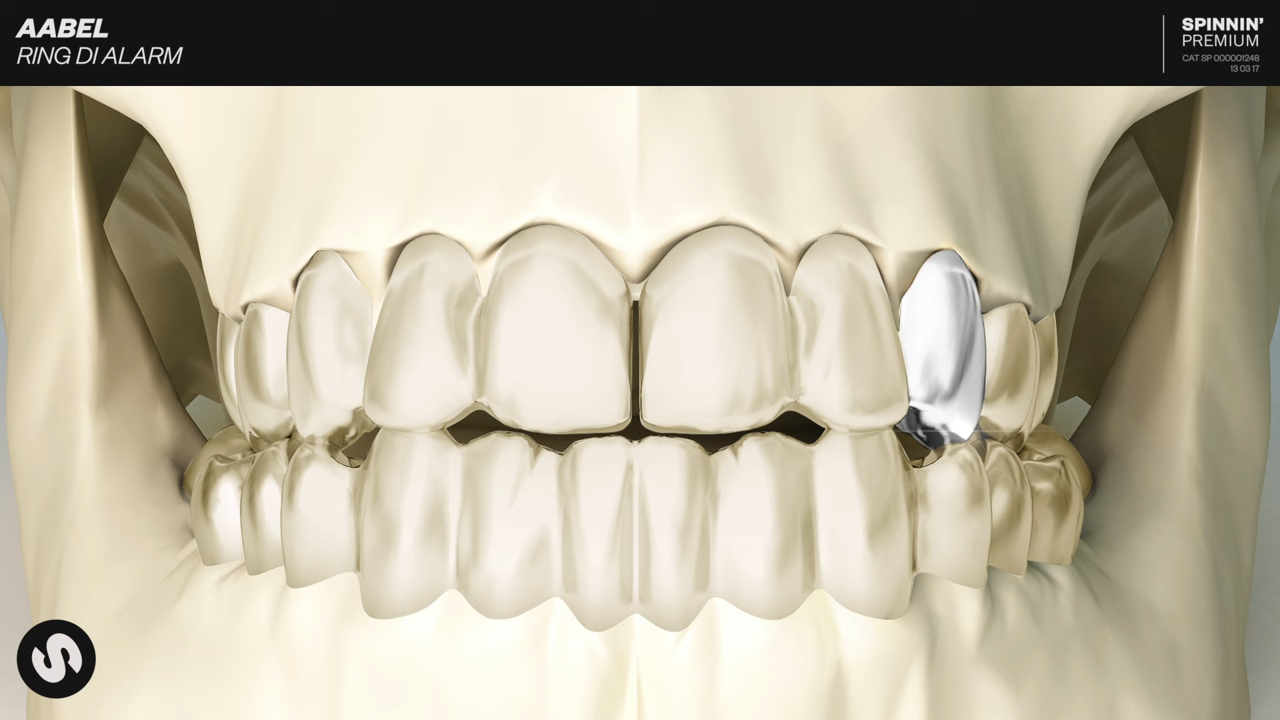 AABEL
RING DI ALARM
SPINNIN'
PREMIUM
CAT SP 000001248
13 03 17